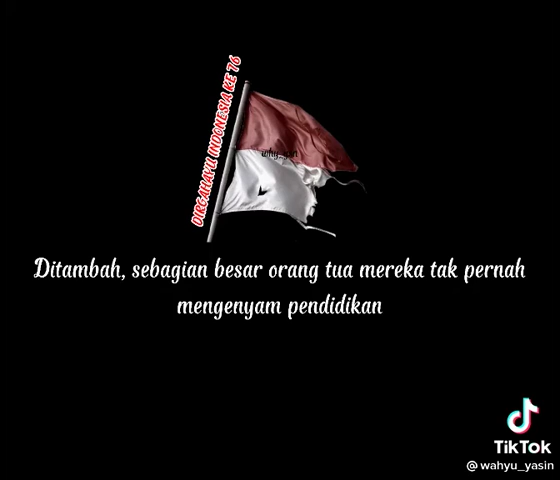 DIRGAHAYU INDONESIA KE 76
Ditambah, sebagian besar orang tua mereka tak pernah
mengenyam pendidikan
TikTok
@wahyu_yasin